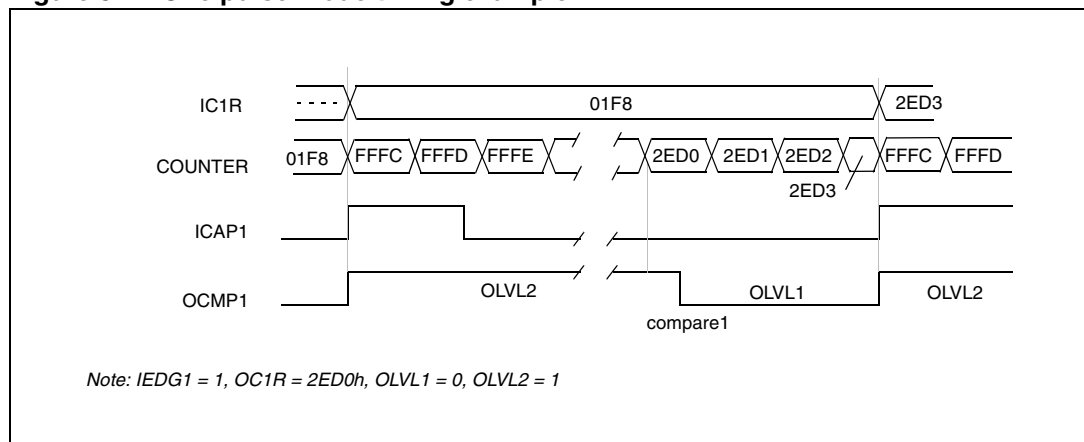 IC1R
01F8
2ED3
COUNTER
01F8
FFFC
FFFD
FFFE
2ED0
2ED1
2ED2
FFFC
FFFD
2ED3
ICAP1
OCMP1
OLVL2
OLVL1
OLVL2
compare1
Note: IEDG1 = 1, OC1R = 2ED0h, OLVL1 = 0, OLVL2 = 1